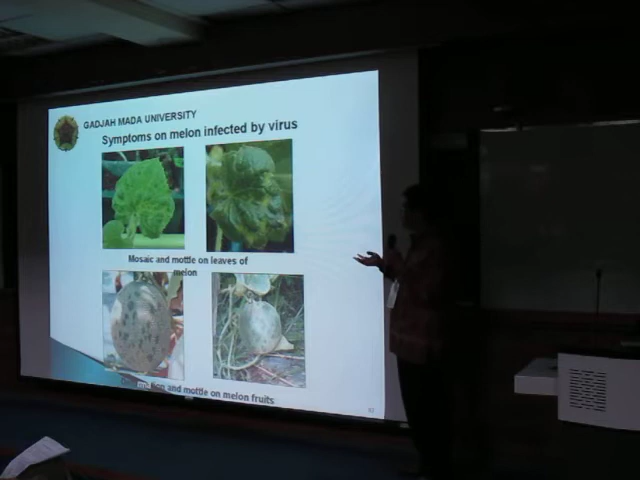 GADJAH MADA UNIVERSITY
Symptoms on melon infected by virus
Mosaic and mottle on leaves of
melon
and mottle on melon fruits